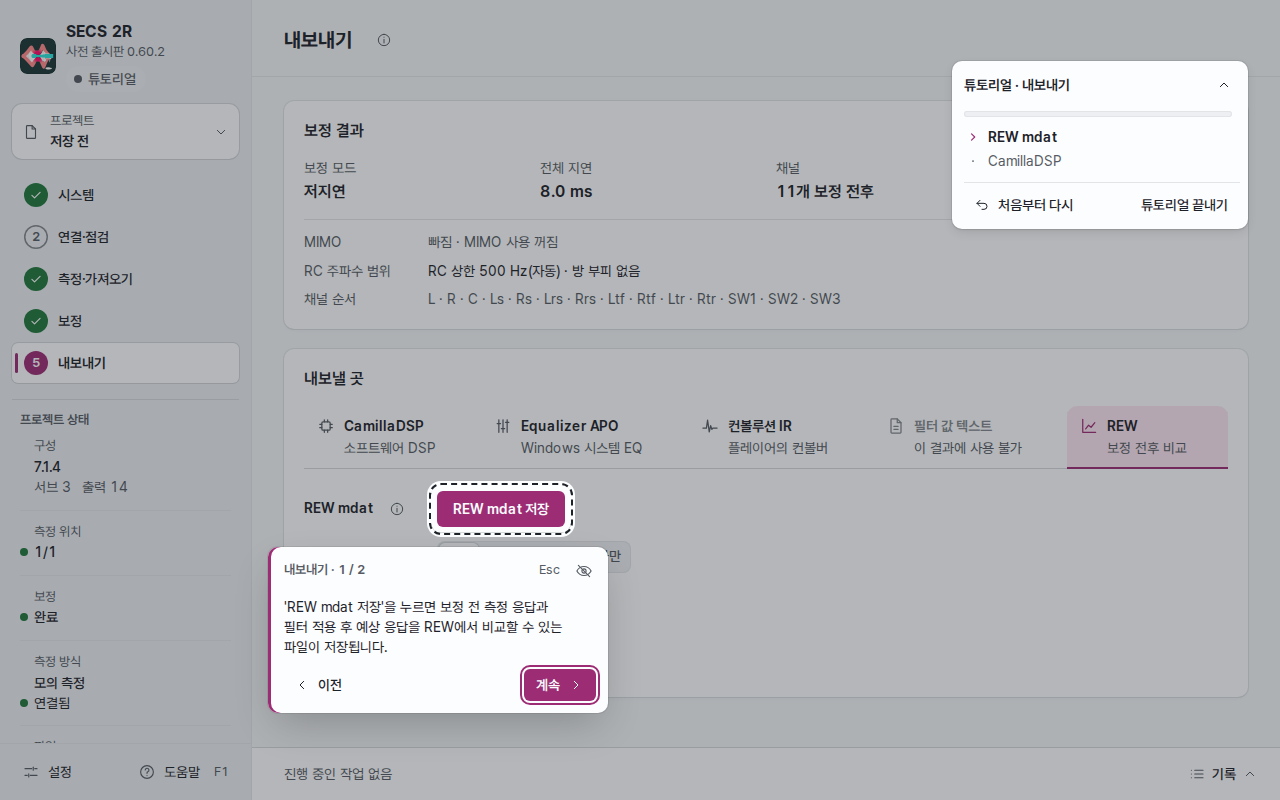 SECS 2R
사전 출시판 0.60.2
튜토리얼
프로젝트
저장 전
시스템
2 연결·점검
측정·가져오기
보정
5 내보내기
프로젝트 상태
구성
7.1.4
서브 3 출력 14
측정 위치
1/1
보정
완료
측정 방식
모의 측정
연결됨
설정
도움말 F1
내보내기
보정 결과
보정 모드
저지연
전체 지연
8.0 ms
채널
11개 보정 전후
MIMO 빠짐 · MIMO 사용 꺼짐
RC 주파수 범위 RC 상한 500 Hz(자동) · 방 부피 없음
채널 순서 L · R · C · Ls · Rs · Lrs · Rrs · Ltf · Rtf · Ltr · Rtr · SW1 · SW2 · SW3
튜토리얼 · 내보내기
REW mdat
CamillaDSP
처음부터 다시
튜토리얼 끝내기
내보낼 곳
CamillaDSP
소프트웨어 DSP
Equalizer APO
Windows 시스템 EQ
컨볼루션 IR
플레이어의 컨볼버
필터 값 텍스트
이 결과에 사용 불가
REW
보정 전후 비교
REW mdat
REW mdat 저장
만
내보내기 · 1 / 2
Esc
'REW mdat 저장'을 누르면 보정 전 측정 응답과
필터 적용 후 예상 응답을 REW에서 비교할 수 있는
파일이 저장됩니다.
이전
계속
진행 중인 작업 없음
기록